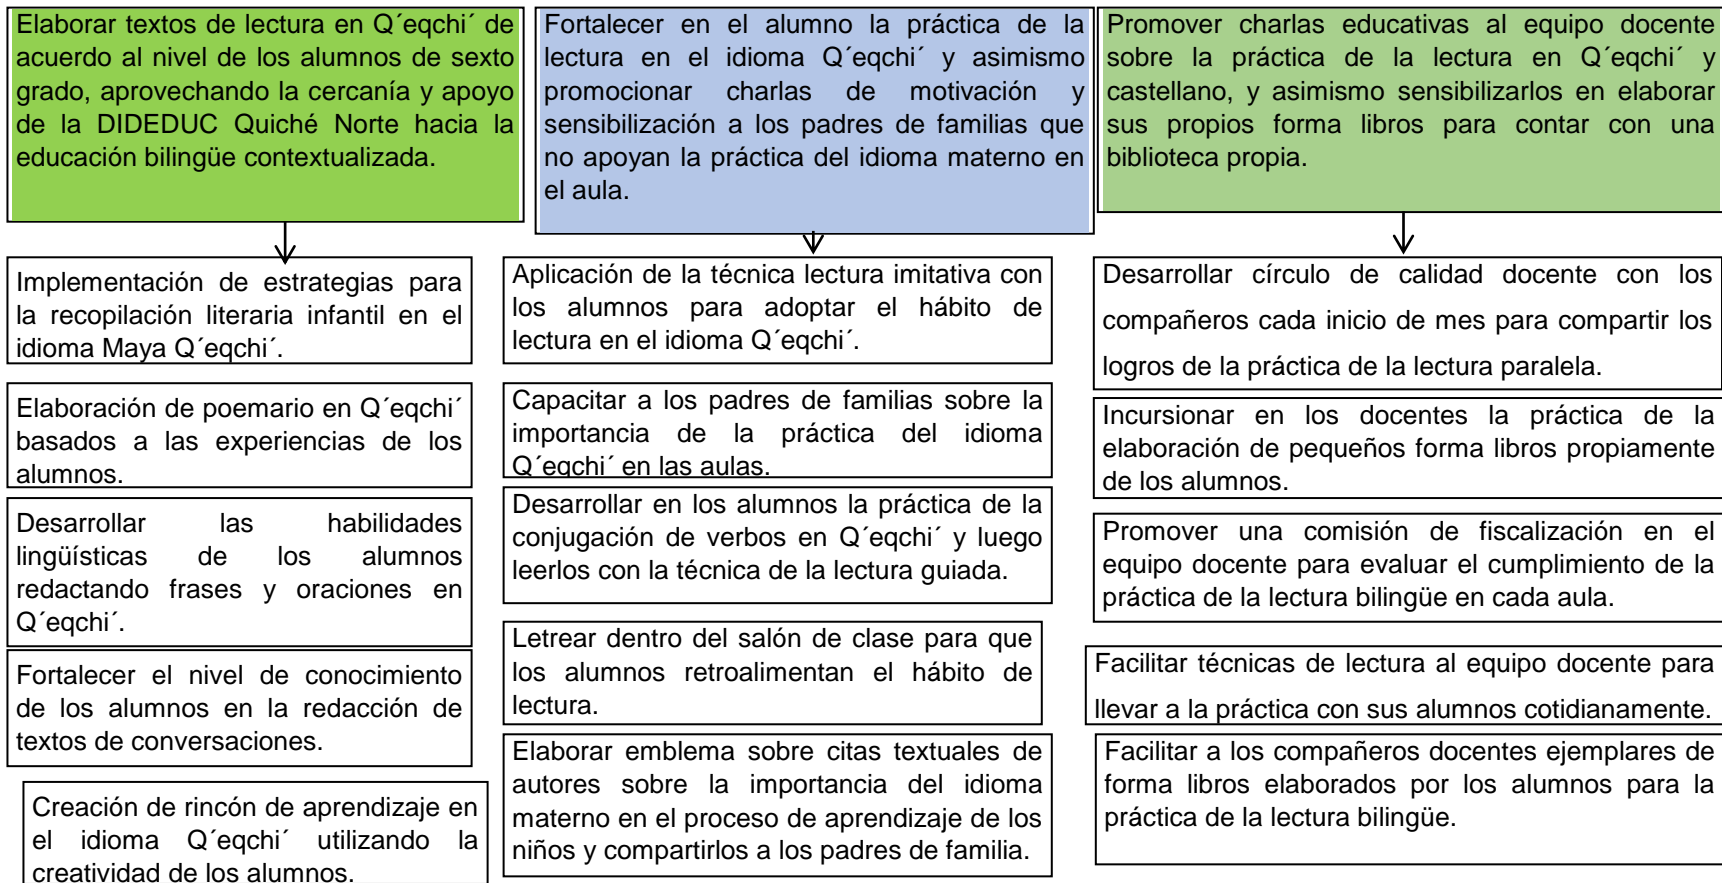 Elaborar textos de lectura en Q´eqchi´ de
acuerdo al nivel de los alumnos de sexto
grado, aprovechando la cercanía y apoyo
de la DIDEDUC Quiché Norte hacia la
educación bilingüe contextualizada.
Implementación de estrategias para
la recopilación literaria infantil en el
idioma Maya Q´eqchi´.
Elaboración de poemario en Q´eqchi´
basados a las experiencias de los
alumnos.
Desarrollar las habilidades
lingüísticas de los alumnos
redactando frases y oraciones en
Q´eqchi´.
Fortalecer el nivel de conocimiento
de los alumnos en la redacción de
textos de conversaciones.
Creación de rincón de aprendizaje en
el idioma Q´eqchi´ utilizando la
creatividad de los alumnos.
Fortalecer en el alumno la práctica de la
lectura en el idioma Q´eqchi´ y asimismo
promocionar charlas de motivación y
sensibilización a los padres de familias que
no apoyan la práctica del idioma materno en
el aula.
Aplicación de la técnica lectura imitativa con
los alumnos para adoptar el hábito de
lectura en el idioma Q´eqchi´.
Capacitar a los padres de familias sobre la
importancia de la práctica del idioma
Q´eqchi´ en las aulas.
Desarrollar en los alumnos la práctica de la
conjugación de verbos en Q´eqchi´ y luego
leerlos con la técnica de la lectura guiada.
Letrear dentro del salón de clase para que
los alumnos retroalimentan el hábito de
lectura.
Elaborar emblema sobre citas textuales de
autores sobre la importancia del idioma
materno en el proceso de aprendizaje de los
niños y compartirlos a los padres de familia.
Promover charlas educativas al equipo docente
sobre la práctica de la lectura en Q´eqchi´ y
castellano, y asimismo sensibilizarlos en elaborar
sus propios forma libros para contar con una
biblioteca propia.
Desarrollar círculo de calidad docente con los
compañeros cada inicio de mes para compartir los
logros de la práctica de la lectura paralela.
Incursionar en los docentes la práctica de la
elaboración de pequeños forma libros propiamente
de los alumnos.
Promover una comisión de fiscalización en el
equipo docente para evaluar el cumplimiento de la
práctica de la lectura bilingüe en cada aula.
Facilitar técnicas de lectura al equipo docente para
llevar a la práctica con sus alumnos cotidianamente.
Facilitar a los compañeros docentes ejemplares de
forma libros elaborados por los alumnos para la
práctica de la lectura bilingüe.